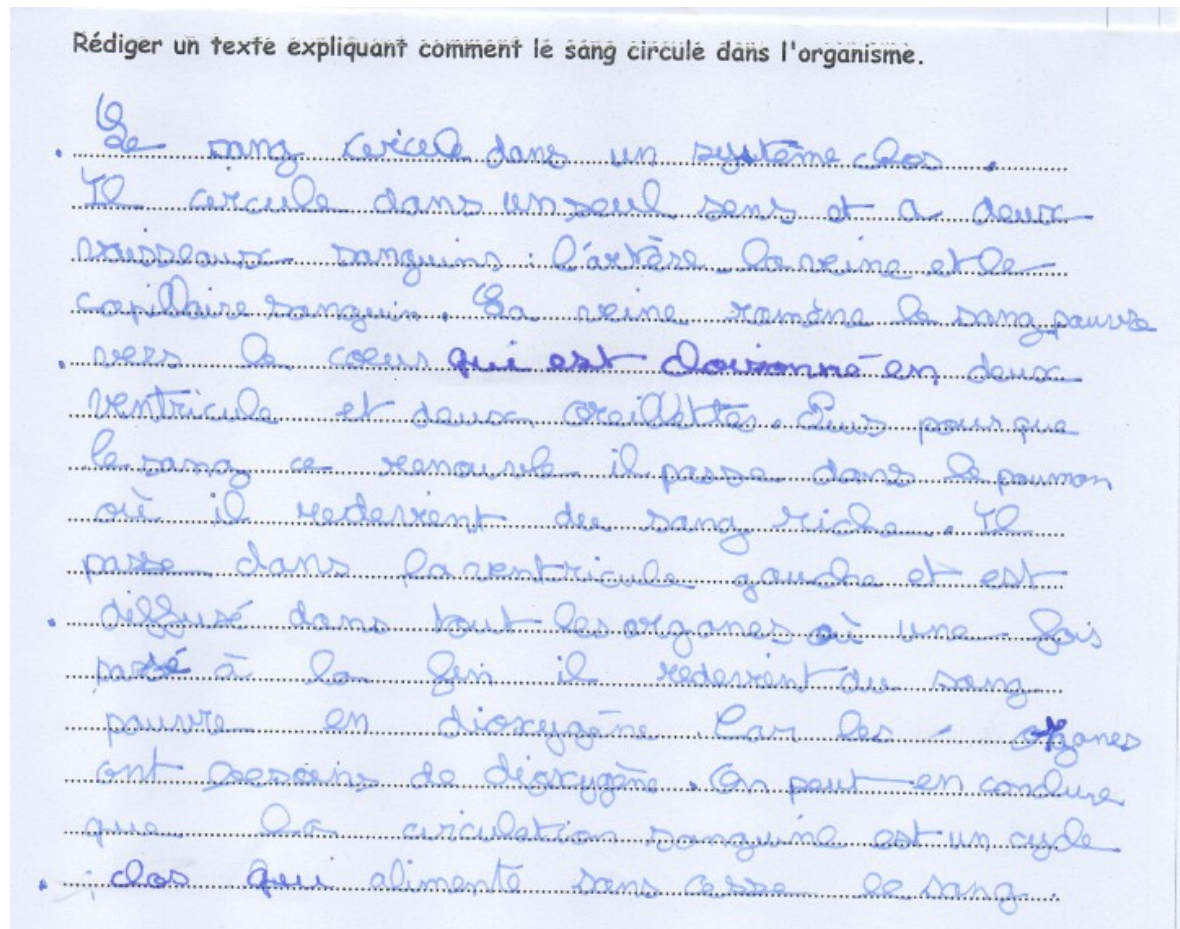 Rédiger un texte expliquant comment le sang circule dans l'organisme.
Le sang circule dans un système clos.
Il circule dans un seul sens et a deux
vaisseaux sanguins : l'artère la veine et le
capillaire sanguin. La veine ramène le sang pauvre
vers le coeur qui est cloisonné en deux
ventricule et deux oreillettes. Puis pour que
le sang ce renouvele il passe dans le poumon
où il redevient du sang riche. Il
passe dans la ventricule gauche et est
diffusé dans tout les organes où une fois
passé à la fin il redevient du sang
pauvre en dioxygène. Car les organes
ont besoins de dioxygène. On peut en conclure
que la circulation sanguine est un cycle
clos qui alimente sans cesse le sang.